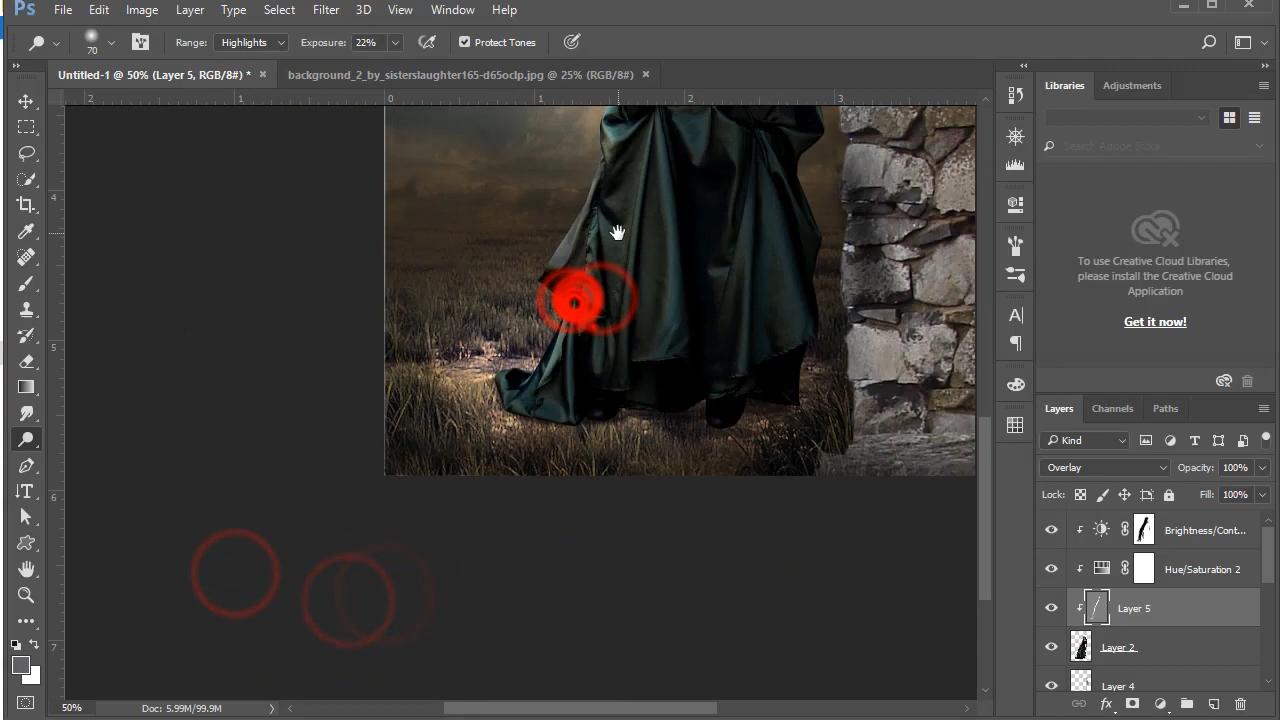 Ps File Edit Image Layer Type Select Filter 3D View Window Help
70 Range: Highlights Exposure: 22% Protect Tones
Untitled-1 @ 50% (Layer 5, RGB/8#) * × background_2_by_sisterslaughter165-d65oclp.jpg @ 25% (RGB/8#) ×
2 1 0 1 2 3
4
5
6
7
Libraries Adjustments
Search Adobe Stock
To use Creative Cloud Libraries,
please install the Creative Cloud
Application
Get it now!
Layers Channels Paths
Kind
Overlay Opacity: 100%
Lock: Fill: 100%
Brightness/Cont...
Hue/Saturation 2
Layer 5
Layer 2
Layer 4
50% Doc: 5.99M/99.9M